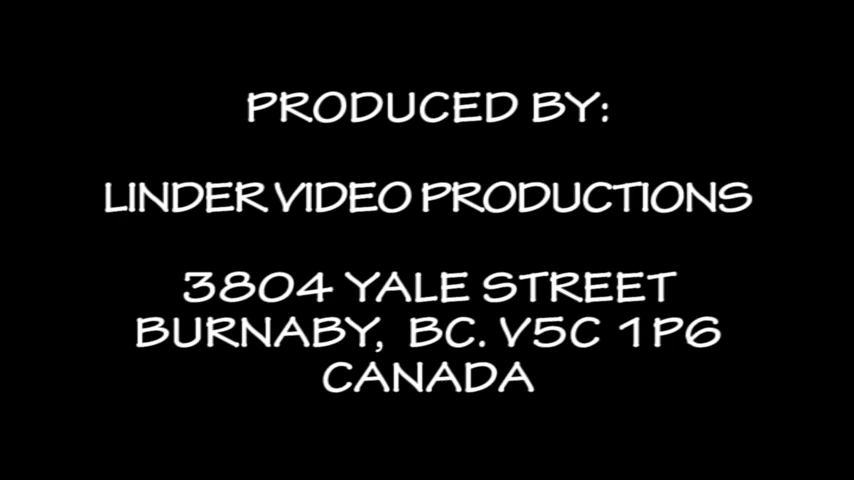 PRODUCED BY:
LINDER VIDEO PRODUCTIONS
3804 YALE STREET
BURNABY, BC. V5C 1P6
CANADA